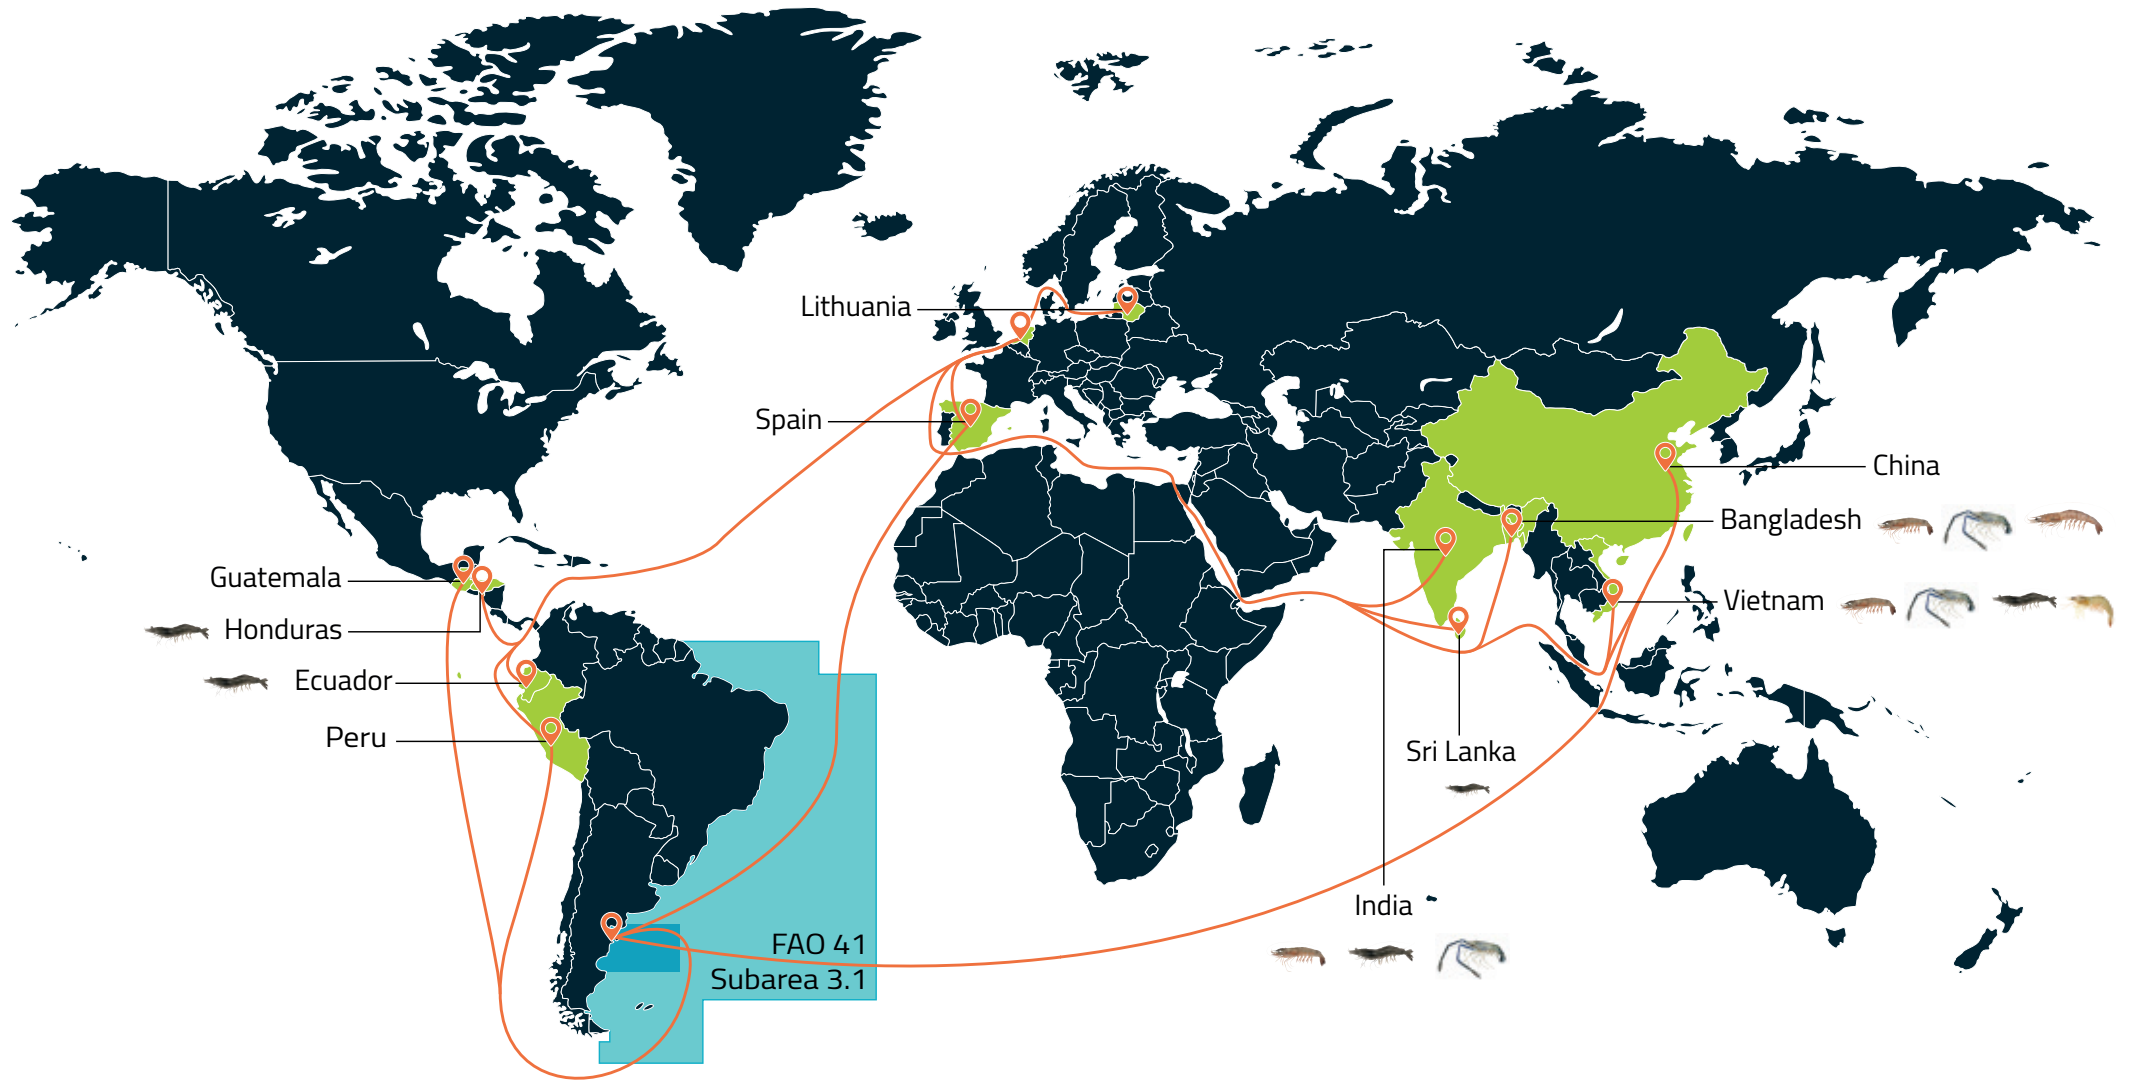 Lithuania
Spain
China
Bangladesh
Guatemala
Vietnam
Honduras
Ecuador
Peru
Sri Lanka
India
FAO 41
Subarea 3.1